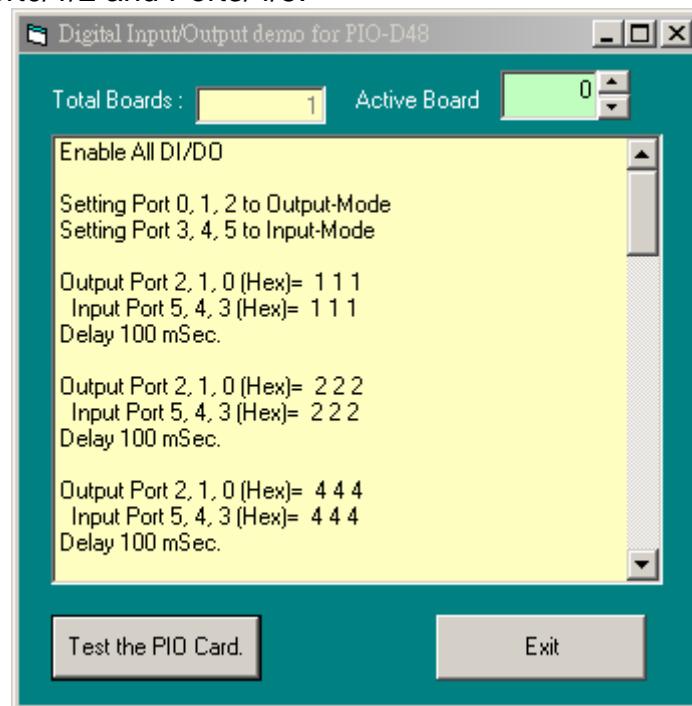 Digital Input/Output demo for PIO-D48
Total Boards : 1 Active Board 0
Enable All DI/DO
Setting Port 0, 1, 2 to Output-Mode
Setting Port 3, 4, 5 to Input-Mode
Output Port 2, 1, 0 (Hex)= 1 1 1
Input Port 5, 4, 3 (Hex)= 1 1 1
Delay 100 mSec.
Output Port 2, 1, 0 (Hex)= 2 2 2
Input Port 5, 4, 3 (Hex)= 2 2 2
Delay 100 mSec.
Output Port 2, 1, 0 (Hex)= 4 4 4
Input Port 5, 4, 3 (Hex)= 4 4 4
Delay 100 mSec.
Test the PIO Card. Exit